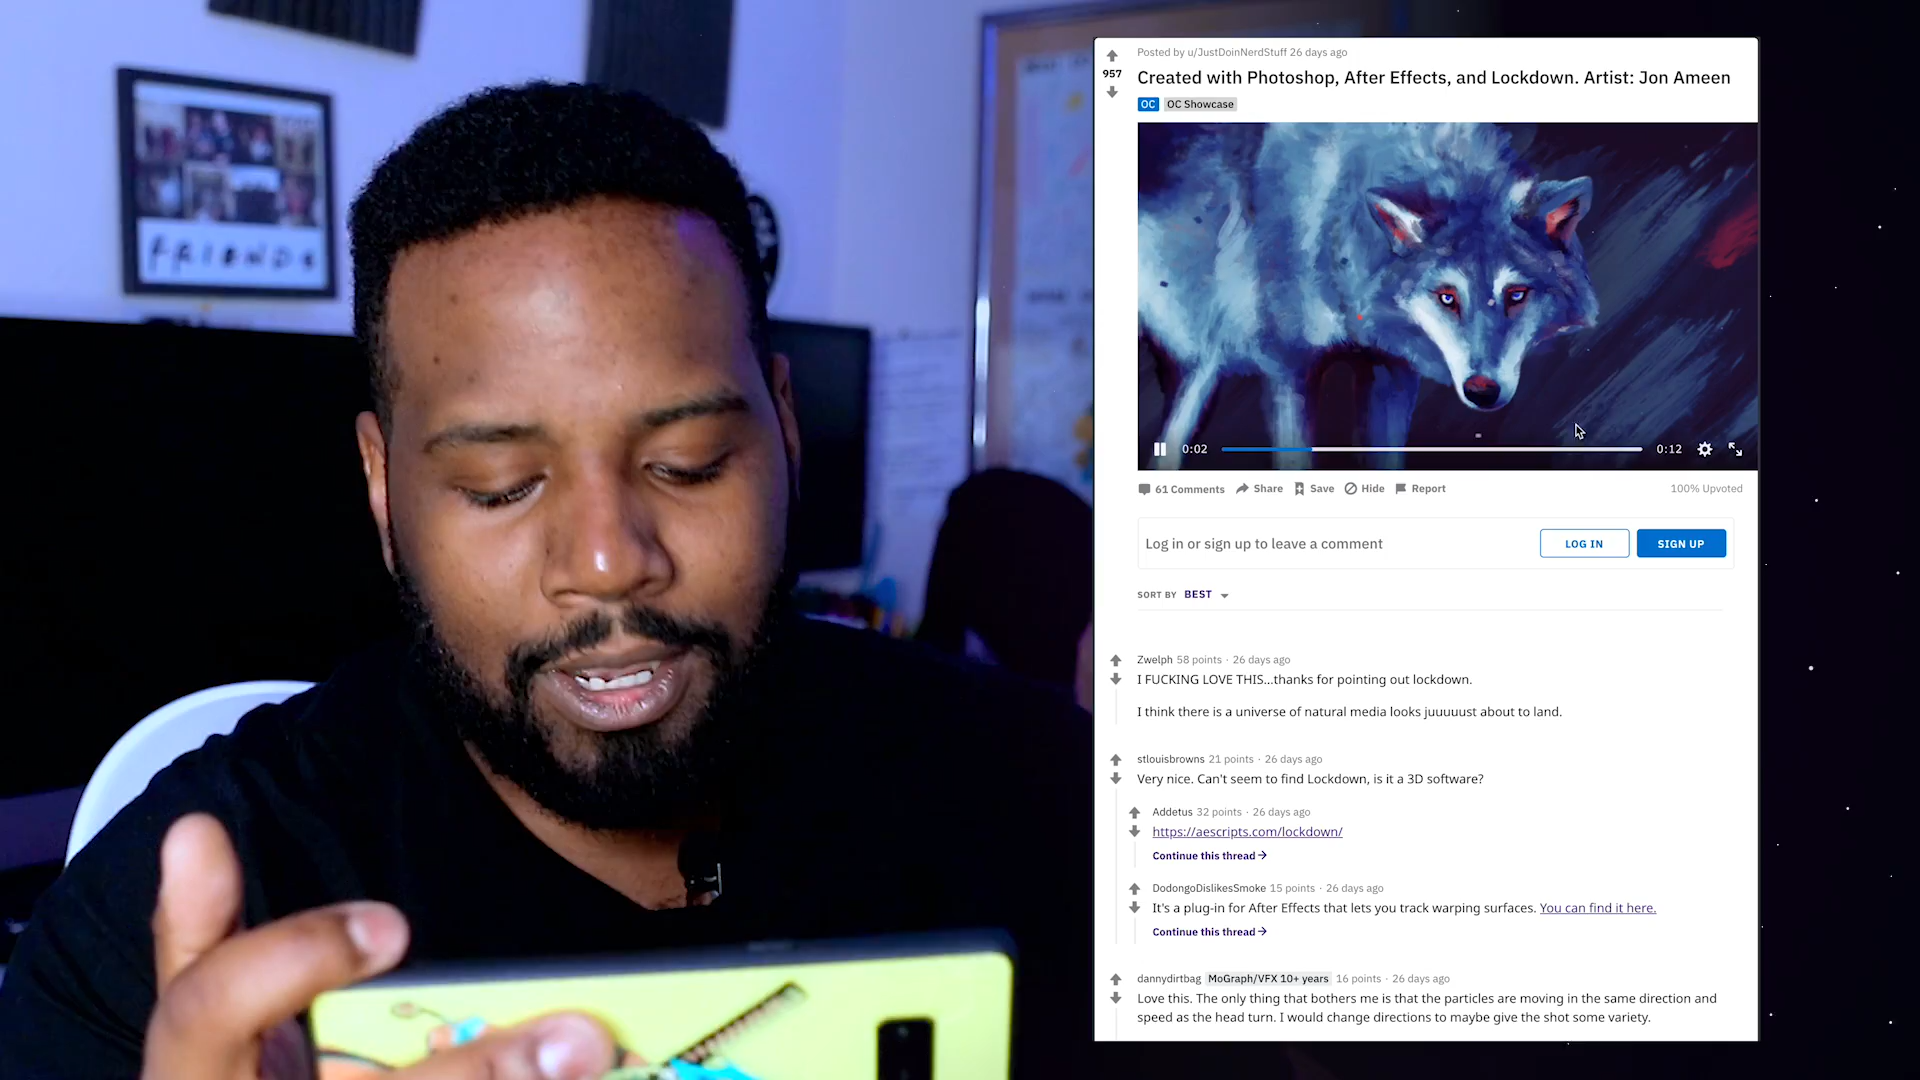 FRIENDS
Posted by u/JustDoinNerdStuff 26 days ago
957
Created with Photoshop, After Effects, and Lockdown. Artist: Jon Ameen
OC OC Showcase
0:02 0:12
61 Comments Share Save Hide Report 100% Upvoted
Log in or sign up to leave a comment LOG IN SIGN UP
SORT BY BEST
Zwelph 58 points · 26 days ago
I FUCKING LOVE THIS...thanks for pointing out lockdown.
I think there is a universe of natural media looks juuuuust about to land.
stlouisbrowns 21 points · 26 days ago
Very nice. Can't seem to find Lockdown, is it a 3D software?
Addetus 32 points · 26 days ago
https://aescripts.com/lockdown/
Continue this thread
DodongoDislikesSmoke 15 points · 26 days ago
It's a plug-in for After Effects that lets you track warping surfaces. You can find it here.
Continue this thread
dannydirtbag MoGraph/VFX 10+ years 16 points · 26 days ago
Love this. The only thing that bothers me is that the particles are moving in the same direction and
speed as the head turn. I would change directions to maybe give the shot some variety.